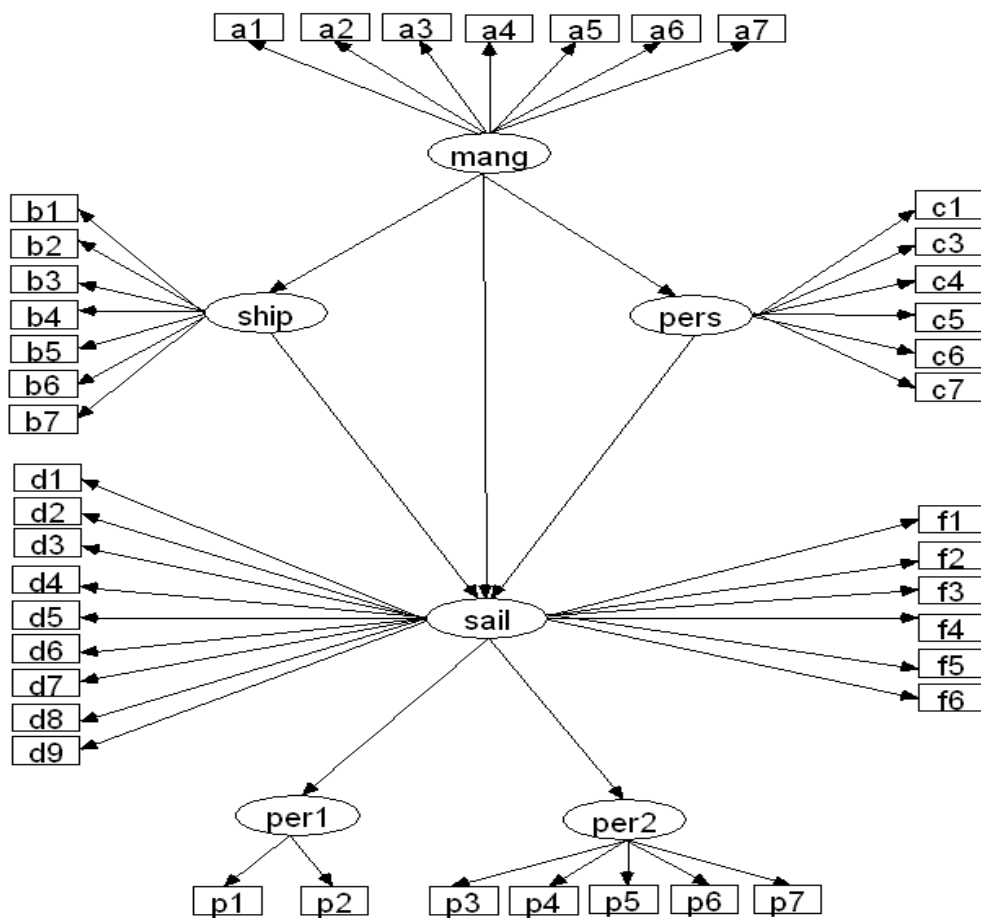 a1 a2 a3 a4 a5 a6 a7
mang
b1
b2
b3
b4
b5
b6
b7
ship
pers
c1
c3
c4
c5
c6
c7
d1
d2
d3
d4
d5
d6
d7
d8
d9
sail
f1
f2
f3
f4
f5
f6
per1
per2
p1 p2 p3 p4 p5 p6 p7